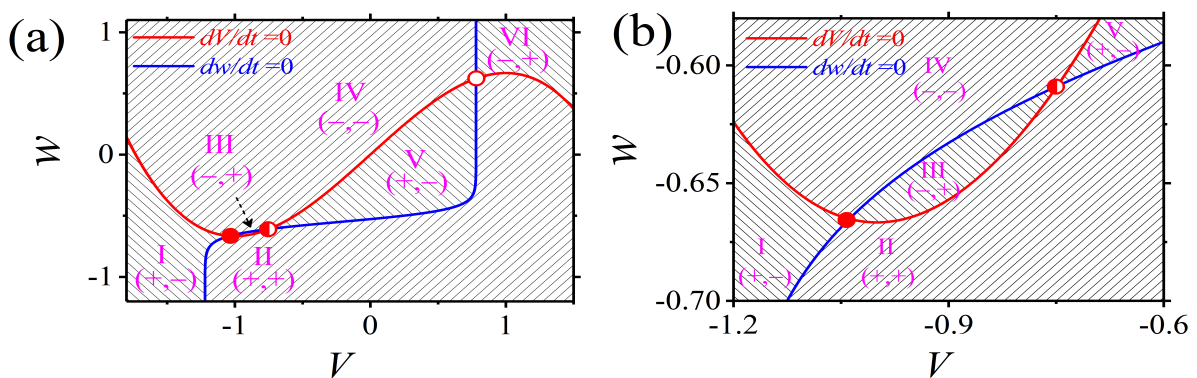 (a)
dV/dt =0
dw/dt=0
VI
(−,+)
IV
(−,−)
III
(−,+)
V
(+,−)
I
(+,−)
II
(+,+)
1
0
-1
w
-1
0
1
V
(b)
dV/dt=0
dw/dt=0
V
(+,−)
IV
(−,−)
III
(−,+)
I
(+,−)
II
(+,+)
-0.60
-0.65
-0.70
w
-1.2
-0.9
-0.6
V